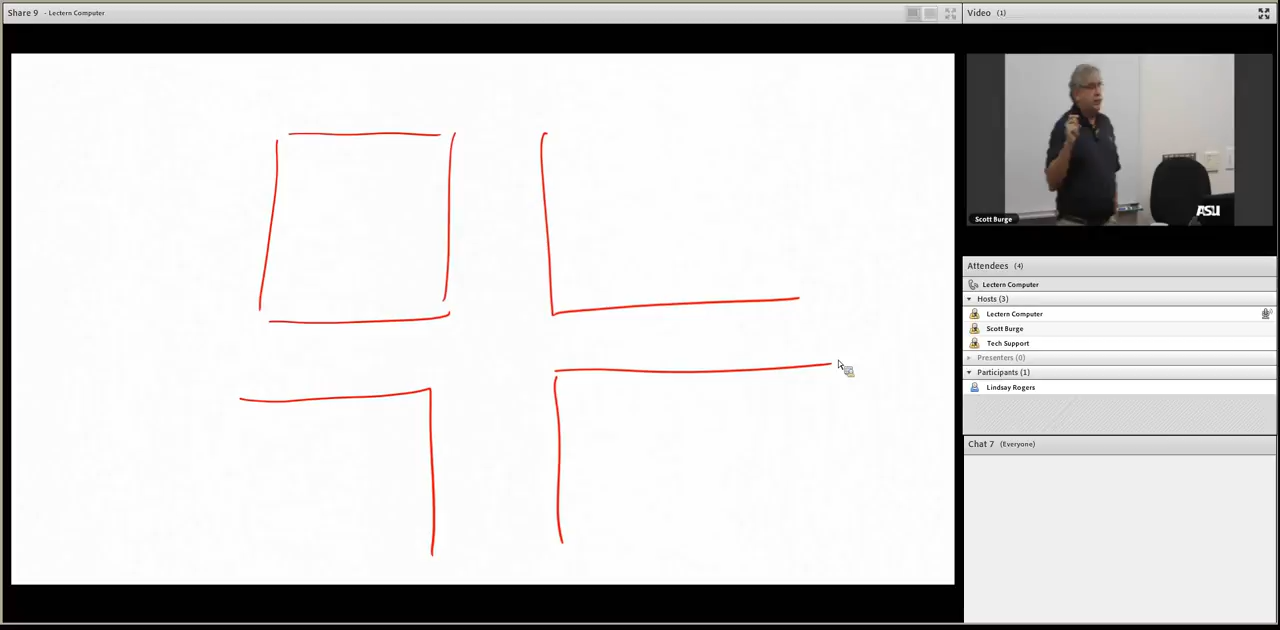 Share 9 - Lectern Computer
Video (1)
Scott Burge
ASU
Attendees (4)
Lectern Computer
Hosts (3)
Lectern Computer
Scott Burge
Tech Support
Presenters (0)
Participants (1)
Lindsay Rogers
Chat 7 (Everyone)